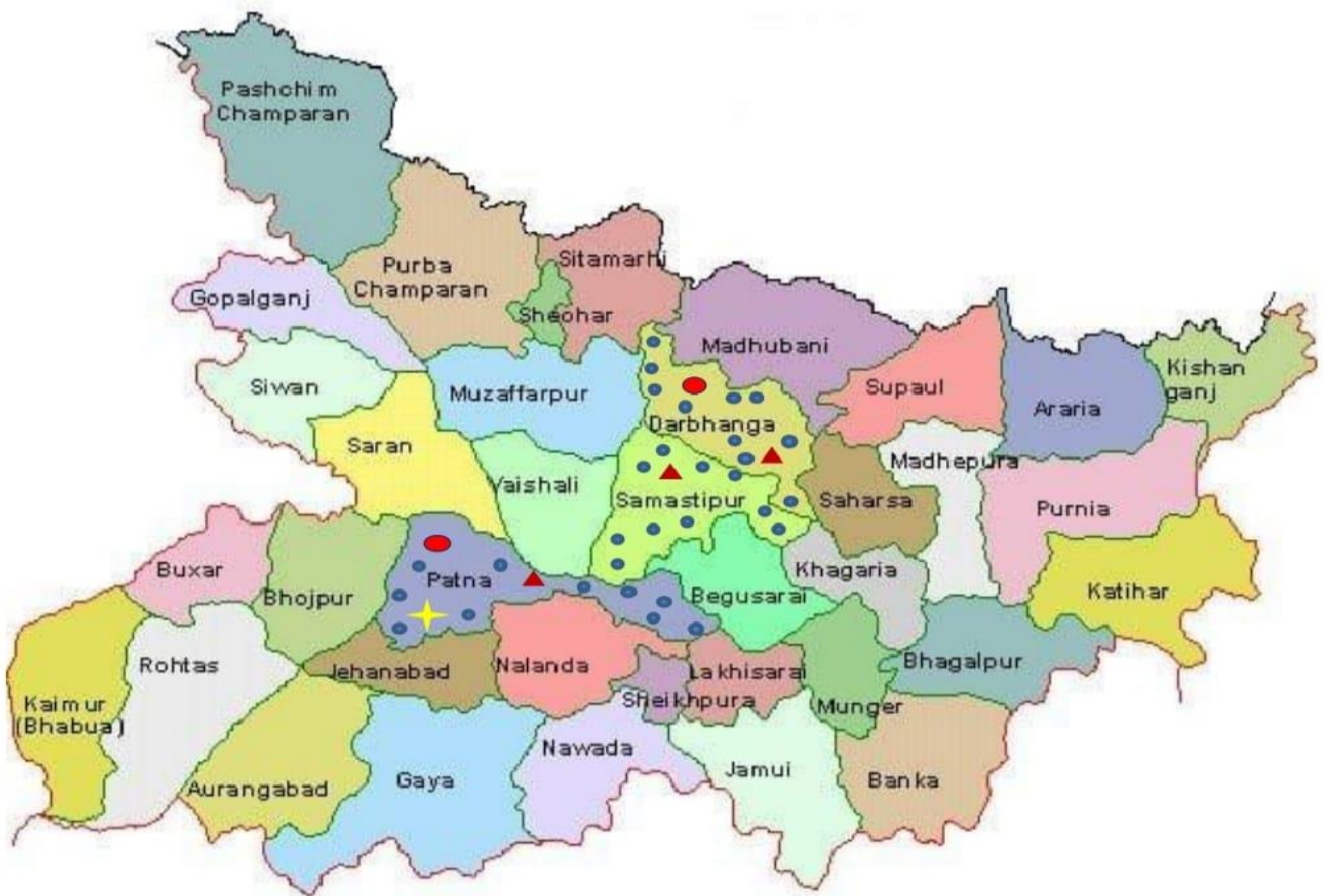 Pashchim
Champaran
Purba
Champaran
Sitamarhi
Gopalganj
Sheohar
Madhubani
Siwan
Muzaffarpur
Supaul
Araria
Kishan
ganj
Saran
Darbhanga
Vaishali
Madhepura
Samastipur
Saharsa
Purnia
Buxar
Patna
Khagaria
Bhojpur
Begusarai
Katihar
Rohtas
Jehanabad
Nalanda
Lakhisarai
Bhagalpur
Kaimur
(Bhabua)
Sheikhpura
Munger
Nawada
Jamui
Banka
Gaya
Aurangabad